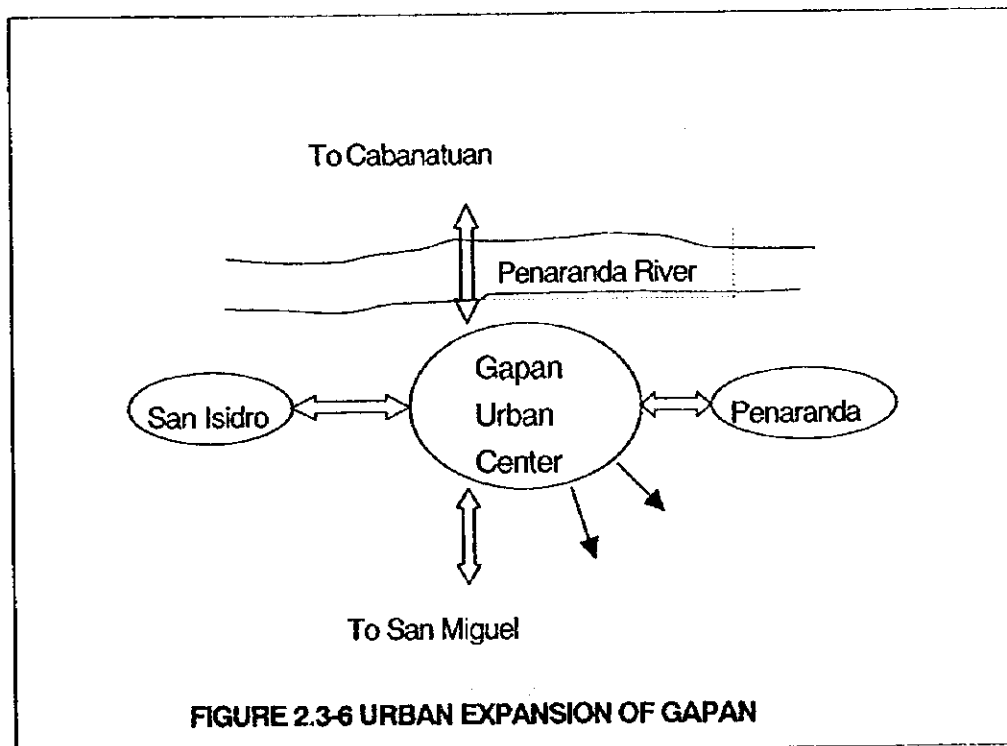 To Cabanatuan
Penaranda River
Gapan
Urban
Center
San Isidro
Penaranda
To San Miguel
FIGURE 2.3-6 URBAN EXPANSION OF GAPAN